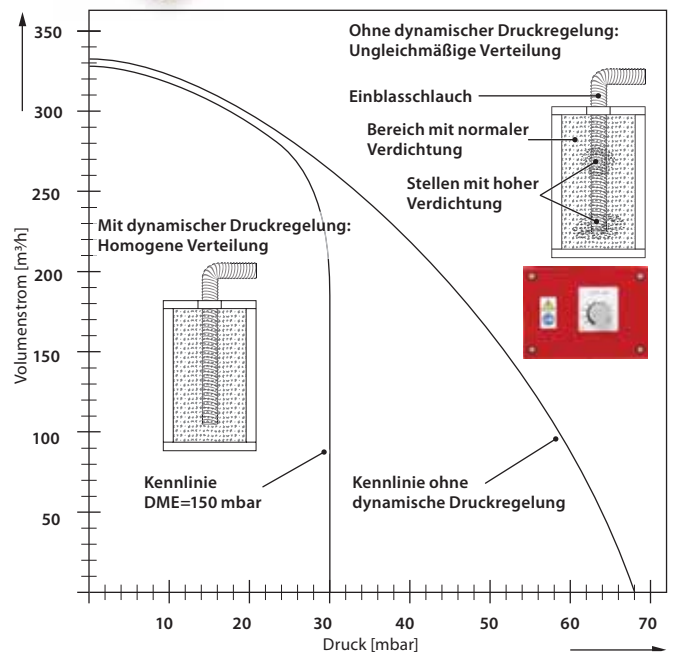 Ohne dynamischer Druckregelung:
Ungleichmäßige Verteilung
Einblasschlauch
Bereich mit normaler
Verdichtung
Stellen mit hoher
Verdichtung
Mit dynamischer Druckregelung:
Homogene Verteilung
Kennlinie
DME=150 mbar
Kennlinie ohne
dynamische Druckregelung
Volumenstrom [m³/h]
350
300
250
200
150
100
50
10
20
30
40
50
60
70
Druck [mbar]